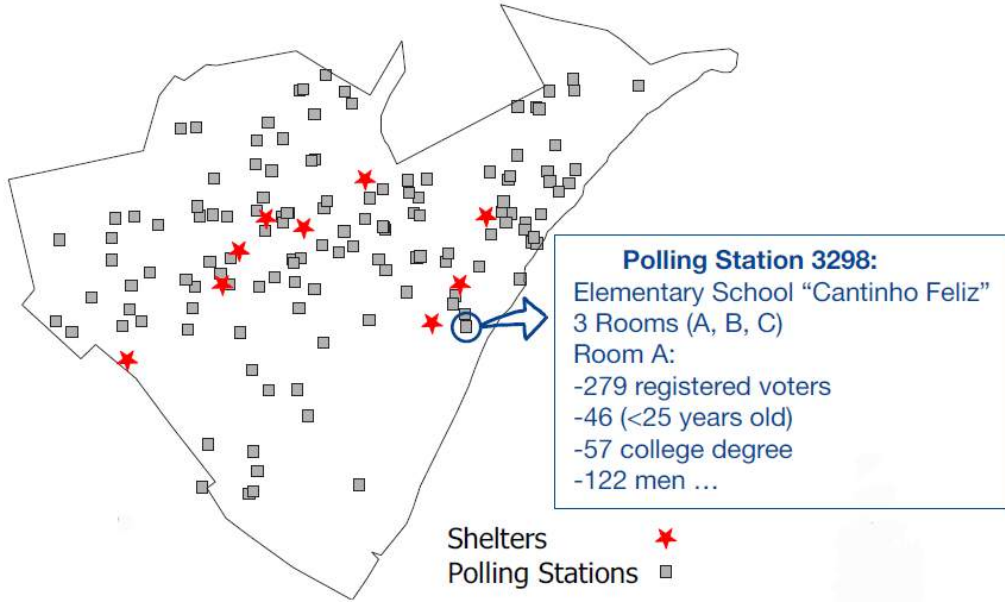 Polling Station 3298:
Elementary School “Cantinho Feliz”
3 Rooms (A, B, C)
Room A:
-279 registered voters
-46 (<25 years old)
-57 college degree
-122 men ...
Shelters
Polling Stations